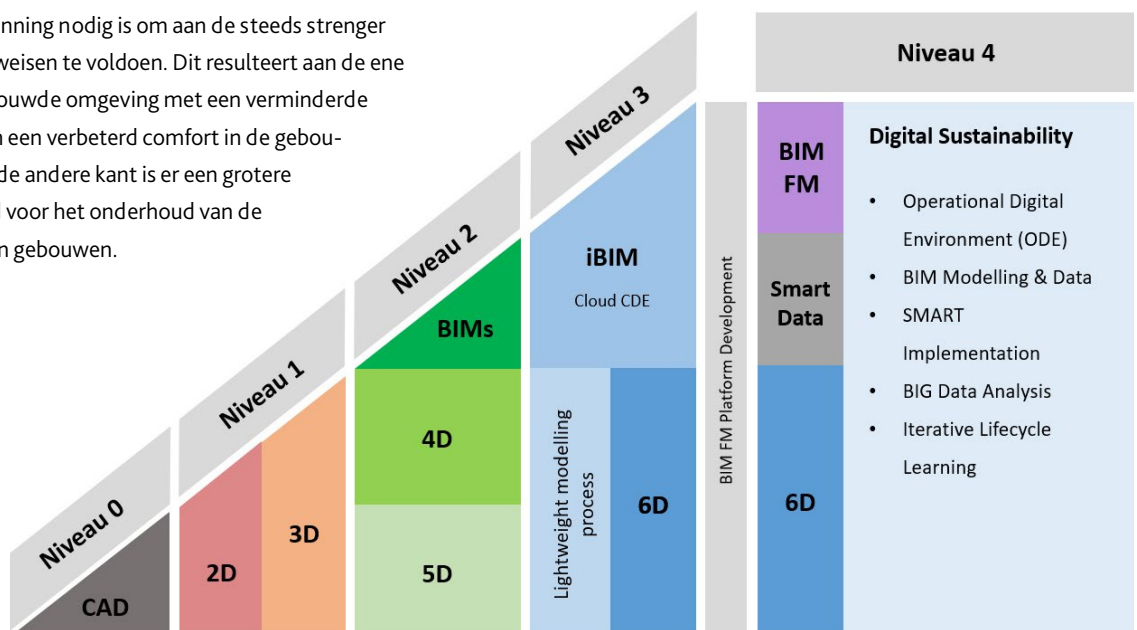 nning nodig is om aan de steeds strenger
weisen te voldoen. Dit resulteert aan de ene
ouwde omgeving met een verminderde
n een verbeterd comfort in de gebou-
de andere kant is er een grotere
voor het onderhoud van de
n gebouwen.
Niveau 0
CAD
Niveau 1
2D
3D
Niveau 2
BIMs
4D
5D
Niveau 3
iBIM
Cloud CDE
Lightweight modelling
process
6D
BIM FM Platform Development
Niveau 4
BIM
FM
Smart
Data
6D
Digital Sustainability
• Operational Digital
Environment (ODE)
• BIM Modelling & Data
• SMART
Implementation
• BIG Data Analysis
• Iterative Lifecycle
Learning